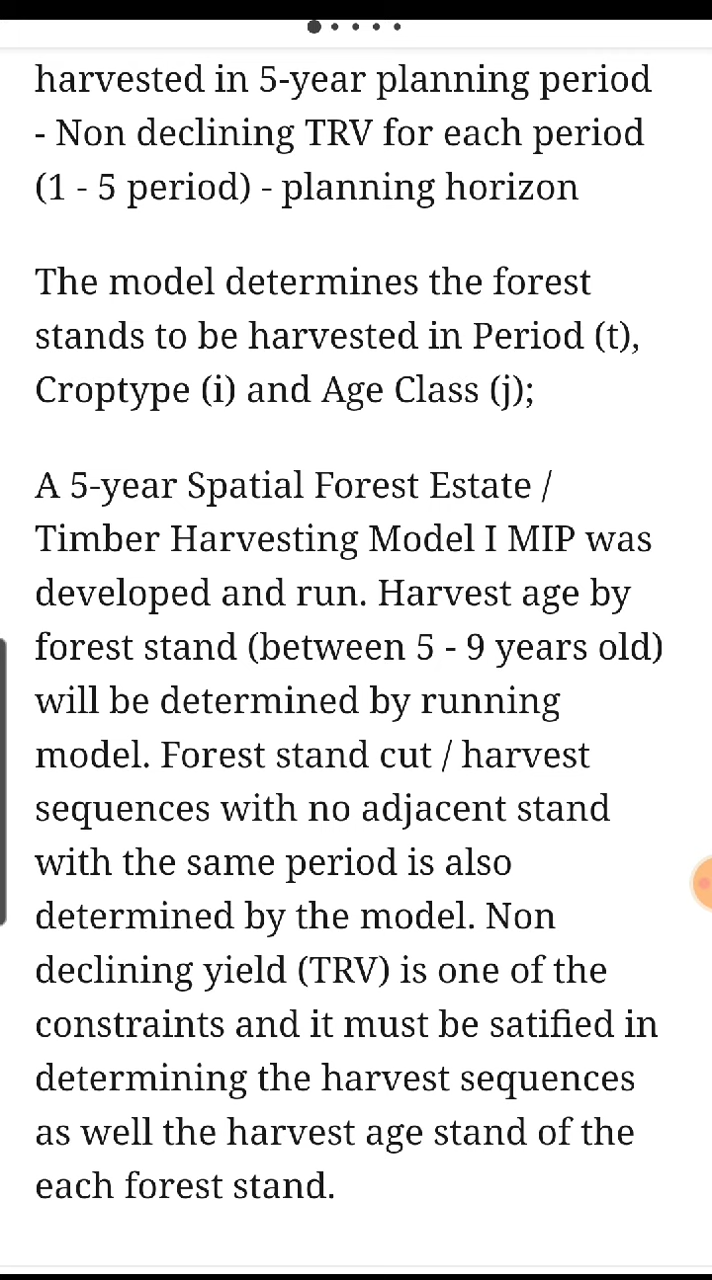 harvested in 5-year planning period
- Non declining TRV for each period
(1 - 5 period) - planning horizon
The model determines the forest
stands to be harvested in Period (t),
Croptype (i) and Age Class (j);
A 5-year Spatial Forest Estate /
Timber Harvesting Model I MIP was
developed and run. Harvest age by
forest stand (between 5 - 9 years old)
will be determined by running
model. Forest stand cut / harvest
sequences with no adjacent stand
with the same period is also
determined by the model. Non
declining yield (TRV) is one of the
constraints and it must be satified in
determining the harvest sequences
as well the harvest age stand of the
each forest stand.